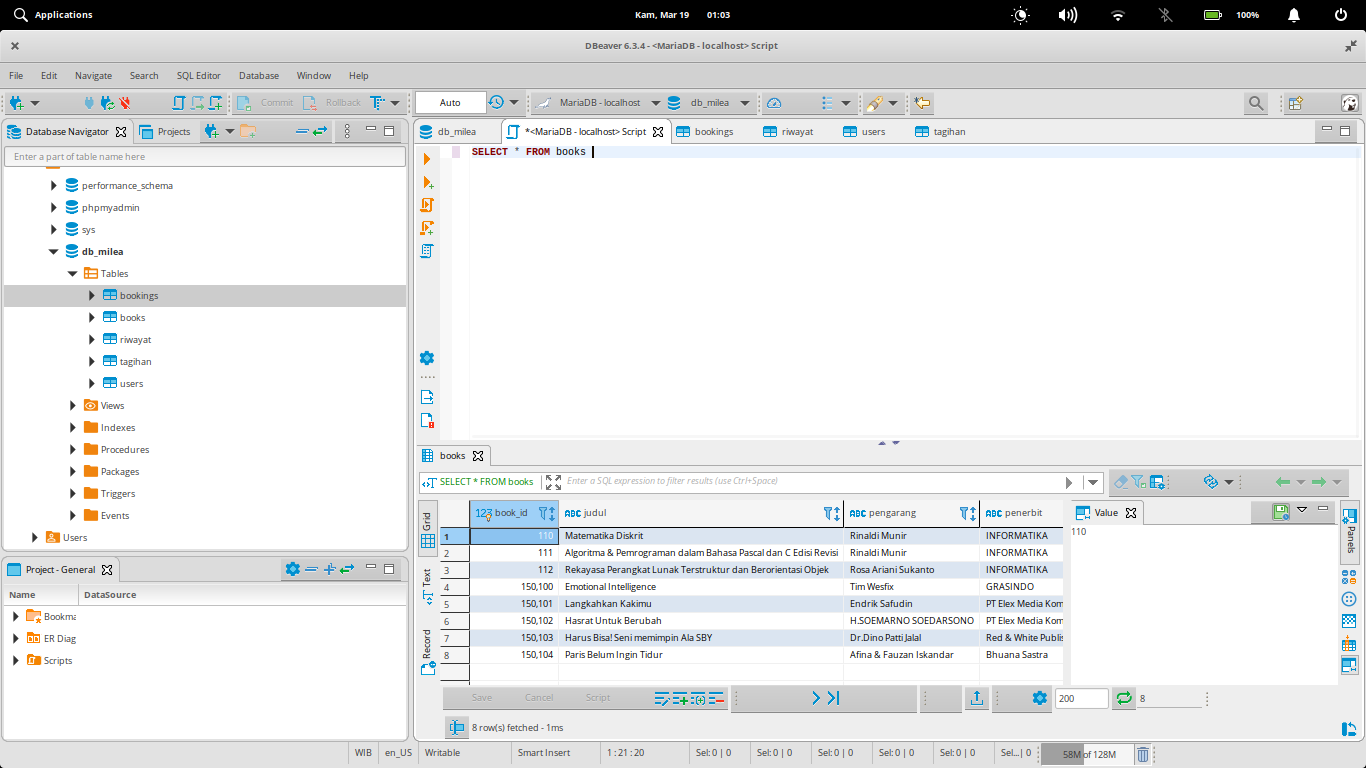 Applications
Kam, Mar 19 01:03
100%
DBeaver 6.3.4 - <MariaDB - localhost> Script
File Edit Navigate Search SQL Editor Database Window Help
Commit Rollback Auto MariaDB - localhost db_milea
Database Navigator Projects
Enter a part of table name here
performance_schema
phpmyadmin
sys
db_milea
Tables
bookings
books
riwayat
tagihan
users
Views
Indexes
Procedures
Packages
Triggers
Events
Users
Project - General
Name DataSource
Bookma
ER Diag
Scripts
db_milea *<MariaDB - localhost> Script bookings riwayat users tagihan
SELECT * FROM books
books
SELECT * FROM books Enter a SQL expression to filter results (use Ctrl+Space)
Grid
Text
Record
123 book_id ABC judul ABC pengarang ABC penerbit
1 110 Matematika Diskrit Rinaldi Munir INFORMATIKA
2 111 Algoritma & Pemrograman dalam Bahasa Pascal dan C Edisi Revisi Rinaldi Munir INFORMATIKA
3 112 Rekayasa Perangkat Lunak Terstruktur dan Berorientasi Objek Rosa Ariani Sukanto INFORMATIKA
4 150,100 Emotional Intelligence Tim Wesfix GRASINDO
5 150,101 Langkahkan Kakimu Endrik Safudin PT Elex Media Kom
6 150,102 Hasrat Untuk Berubah H.SOEMARNO SOEDARSONO PT Elex Media Kom
7 150,103 Harus Bisa! Seni memimpin Ala SBY Dr.Dino Patti Jalal Red & White Publis
8 150,104 Paris Belum Ingin Tidur Afina & Fauzan Iskandar Bhuana Sastra
Value
110
Panels
Save Cancel Script 200 8
8 row(s) fetched - 1ms
WIB en_US Writable Smart Insert 1 : 21 : 20 Sel: 0 | 0 Sel: 0 | 0 Sel: 0 | 0 Sel: 0 | 0 Sel: 0 | 0 Sel...| 0 58M of 128M